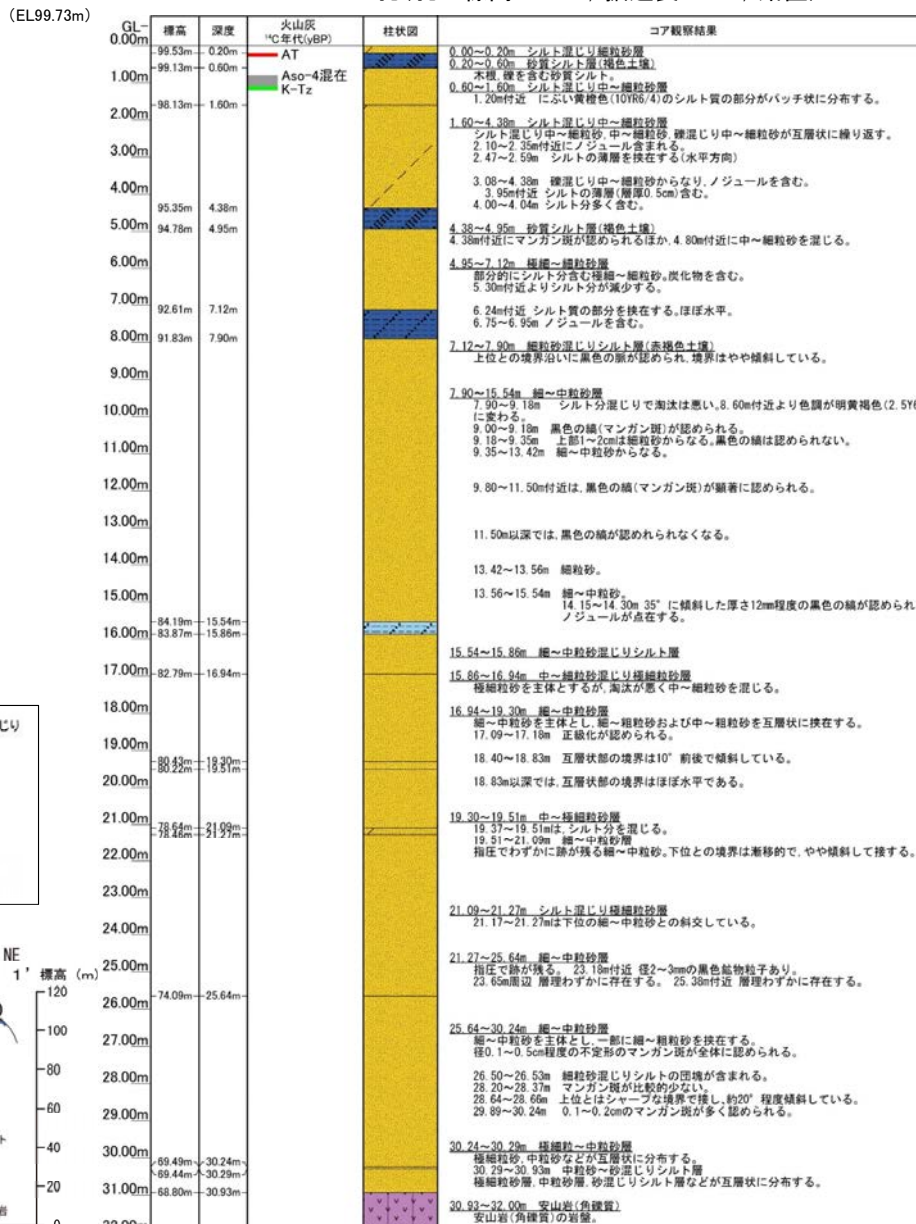 (EL99.73m)
GL- 標高 深度 火山灰 柱状図 コア観察結果
0.00m ¹⁴C年代(yBP)
99.53m 0.20m AT
99.13m 0.60m
1.00m Aso-4混在
K-Tz
98.13m 1.60m
2.00m
3.00m
4.00m
95.35m 4.38m
5.00m 94.78m 4.95m
6.00m
7.00m
92.61m 7.12m
8.00m 91.83m 7.90m
9.00m
10.00m
11.00m
12.00m
13.00m
14.00m
15.00m
84.19m 15.54m
16.00m 83.87m 15.86m
17.00m 82.79m 16.94m
18.00m
19.00m
80.43m 19.30m
80.22m 19.51m
20.00m
21.00m
78.64m 21.09m
78.46m 21.27m
22.00m
23.00m
24.00m
25.00m
74.09m 25.64m
26.00m
27.00m
28.00m
29.00m
30.00m
69.49m 30.24m
69.44m 30.29m
31.00m 68.80m 30.93m
0.00～0.20m シルト混じり細粒砂層
0.20～0.60m 砂質シルト層(褐色土壌)
木根,礫を含む砂質シルト。
0.60～1.60m シルト混じり中～細粒砂層
1.20m付近 にぶい黄橙色(10YR6/4)のシルト質の部分がパッチ状に分布する。
1.60～4.38m シルト混じり中～細粒砂層
シルト混じり中～細粒砂,中～細粒砂,礫混じり中～細粒砂が互層状に繰り返す。
2.10～2.35m付近にノジュール含まれる。
2.47～2.59m シルトの薄層を挟在する(水平方向)
3.08～4.38m 礫混じり中～細粒砂からなり,ノジュールを含む。
3.95m付近 シルトの薄層(層厚0.5cm)含む。
4.00～4.04m シルト分多く含む。
4.38～4.95m 砂質シルト層(褐色土壌)
4.38m付近にマンガン斑が認められるほか,4.80m付近に中～細粒砂を混じる。
4.95～7.12m 極細～細粒砂層
部分的にシルト分含む極細～細粒砂。炭化物を含む。
5.30m付近よりシルト分が減少する。
6.24m付近 シルト質の部分を挟在する。ほぼ水平。
6.75～6.95m ノジュールを含む。
7.12～7.90m 細粒砂混じりシルト層(赤褐色土壌)
上位との境界沿いに黒色の脈が認められ,境界はやや傾斜している。
7.90～15.54m 細～中粒砂層
7.90～9.18m シルト分混じりで淘汰は悪い。8.60m付近より色調が明黄褐色(2.5Y6
に変わる。
9.00～9.18m 黒色の縞(マンガン斑)が認められる。
9.18～9.35m 上部1～2cmは細粒砂からなる。黒色の縞は認められない。
9.35～13.42m 細～中粒砂からなる。
9.80～11.50m付近は,黒色の縞(マンガン斑)が顕著に認められる。
11.50m以深では,黒色の縞が認めれられなくなる。
13.42～13.56m 細粒砂。
13.56～15.54m 細～中粒砂。
14.15～14.30m 35°に傾斜した厚さ12mm程度の黒色の縞が認められ
ノジュールが点在する。
15.54～15.86m 細～中粒砂混じりシルト層
15.86～16.94m 中～細粒砂混じり極細粒砂層
極細粒砂を主体とするが,淘汰が悪く中～細粒砂を混じる。
16.94～19.30m 細～中粒砂層
細～中粒砂を主体とし,細～粗粒砂および中～粗粒砂を互層状に挟在する。
17.09～17.18m 正級化が認められる。
18.40～18.83m 互層状部の境界は10°前後で傾斜している。
18.83m以深では,互層状部の境界はほぼ水平である。
19.30～19.51m 中～極細粒砂層
19.37～19.51mは,シルト分を混じる。
19.51～21.09m 細～中粒砂層
指圧でわずかに跡が残る細～中粒砂。下位との境界は漸移的で,やや傾斜して接する。
21.09～21.27m シルト混じり極細粒砂層
21.17～21.27mは下位の細～中粒砂との斜交している。
21.27～25.64m 細～中粒砂層
指圧で跡が残る。 23.18m付近 径2～3mmの黒色鉱物粒子あり。
23.65m周辺 層理わずかに存在する。 25.38m付近 層理わずかに存在する。
25.64～30.24m 細～中粒砂層
細～中粒砂を主体とし,一部に細～粗粒砂を挟在する。
径0.1～0.5cm程度の不定形のマンガン斑が全体に認められる。
26.50～26.53m 細粒砂混じりシルトの団塊が含まれる。
28.20～28.37m マンガン斑が比較的少ない。
28.64～28.66m 上位とはシャープな境界で接し,約20°程度傾斜している。
29.89～30.24m 0.1～0.2cmのマンガン斑が多く認められる。
30.24～30.29m 極細粒～中粒砂層
極細粒砂,中粒砂などが互層状に分布する。
30.29～30.93m 中粒砂～砂混じりシルト層
極細粒砂層,中粒砂層,砂混じりシルト層などが互層状に分布する。
30.93～32.00m 安山岩(角礫質)
安山岩(角礫質)の岩盤。
じり
NE
1' 標高 (m)
120
100
80
60
ト
40
20
岩
0